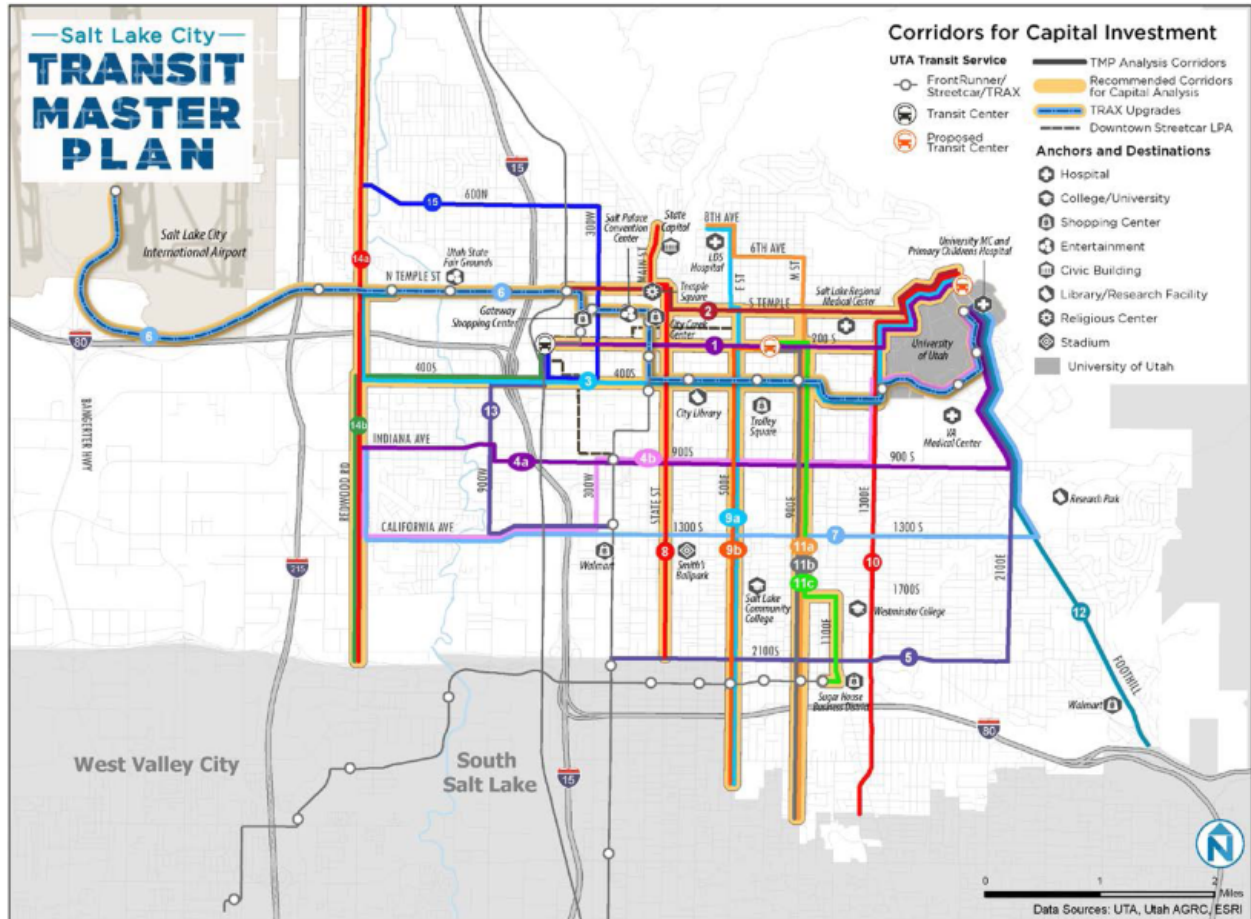 Salt Lake City
TRANSIT
MASTER
PLAN
Corridors for Capital Investment
UTA Transit Service
FrontRunner/
Streetcar/TRAX
Transit Center
Proposed
Transit Center
TMP Analysis Corridors
Recommended Corridors
for Capital Analysis
TRAX Upgrades
Downtown Streetcar LPA
Anchors and Destinations
Hospital
College/University
Shopping Center
Entertainment
Civic Building
Library/Research Facility
Religious Center
Stadium
University of Utah
15
600N
300W
Salt Palace
Convention
Center
State
Capital
MAIN ST
8TH AVE
LDS
Hospital
6TH AVE
E ST
M ST
University MC and
Primary Childrens Hospital
Salt Lake City
International Airport
14a
N TEMPLE ST
Utah State
Fair Grounds
6
6
Gateway
Shopping Center
Temple
Square
City Creek
Center
2
S TEMPLE
Salt Lake Regional
Medical Center
80
1
200 S
University
of Utah
400S
3
400S
City Library
Trolley
Square
VA
Medical Center
13
14b
BANGERTER HWY
REDWOOD RD
INDIANA AVE
4a
4b
900S
900 S
900W
300W
STATE ST
500E
900E
1300E
2100E
Research Park
CALIFORNIA AVE
1300 S
9a
9b
7
1300 S
11a
11b
11c
8
10
Walmart
Smith's
Ballpark
215
Salt Lake
Community
College
1700S
Westminster College
1100E
12
FOOTHILL
2100S
5
Sugar House
Business District
Walmart
80
West Valley City
South
Salt Lake
15
N
0 1 2
Miles
Data Sources: UTA, Utah AGRC, ESRI
15